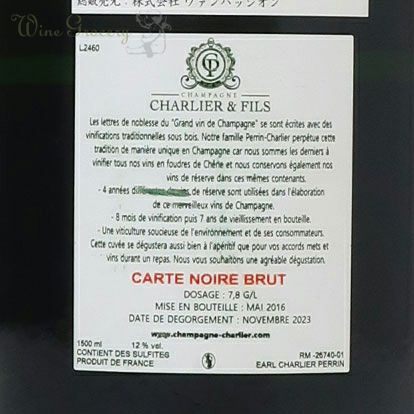 Wine Grocery
卸販売元：株式会社 ヴァンパッシオン
L2460
CP
CHAMPAGNE
CHARLIER & FILS
Les lettres de noblesse du "Grand vin de Champagne" se sont écrites avec des
vinifications traditionnelles sous bois. Notre famille Perrin-Charlier perpétue cette
tradition de manière unique en Champagne car nous sommes les derniers à
vinifier tous nos vins en foudres de Chêne et nous conservons également nos
vins de réserve dans ces mêmes contenants.
- 4 années de réserve sont utilisées dans l'élaboration
de ce merveilleux vins de Champagne.
- 8 mois de vinification puis 7 ans de vieillissement en bouteille.
- Une viticulture soucieuse de l'environnement et de ses consommateurs.
Cette cuvée se dégustera aussi bien à l'apéritif que pour vos accords mets et
vins durant un repas. Nous vous souhaitons une agréable dégustation.
CARTE NOIRE BRUT
DOSAGE : 7,8 G/L
MISE EN BOUTEILLE : MAI 2016
DATE DE DEGORGEMENT : NOVEMBRE 2023
www.champagne-charlier.com
1500 ml 12 % vol.
CONTIENT DES SULFITES RM -26740-01
PRODUIT DE FRANCE EARL CHARLIER PERRIN